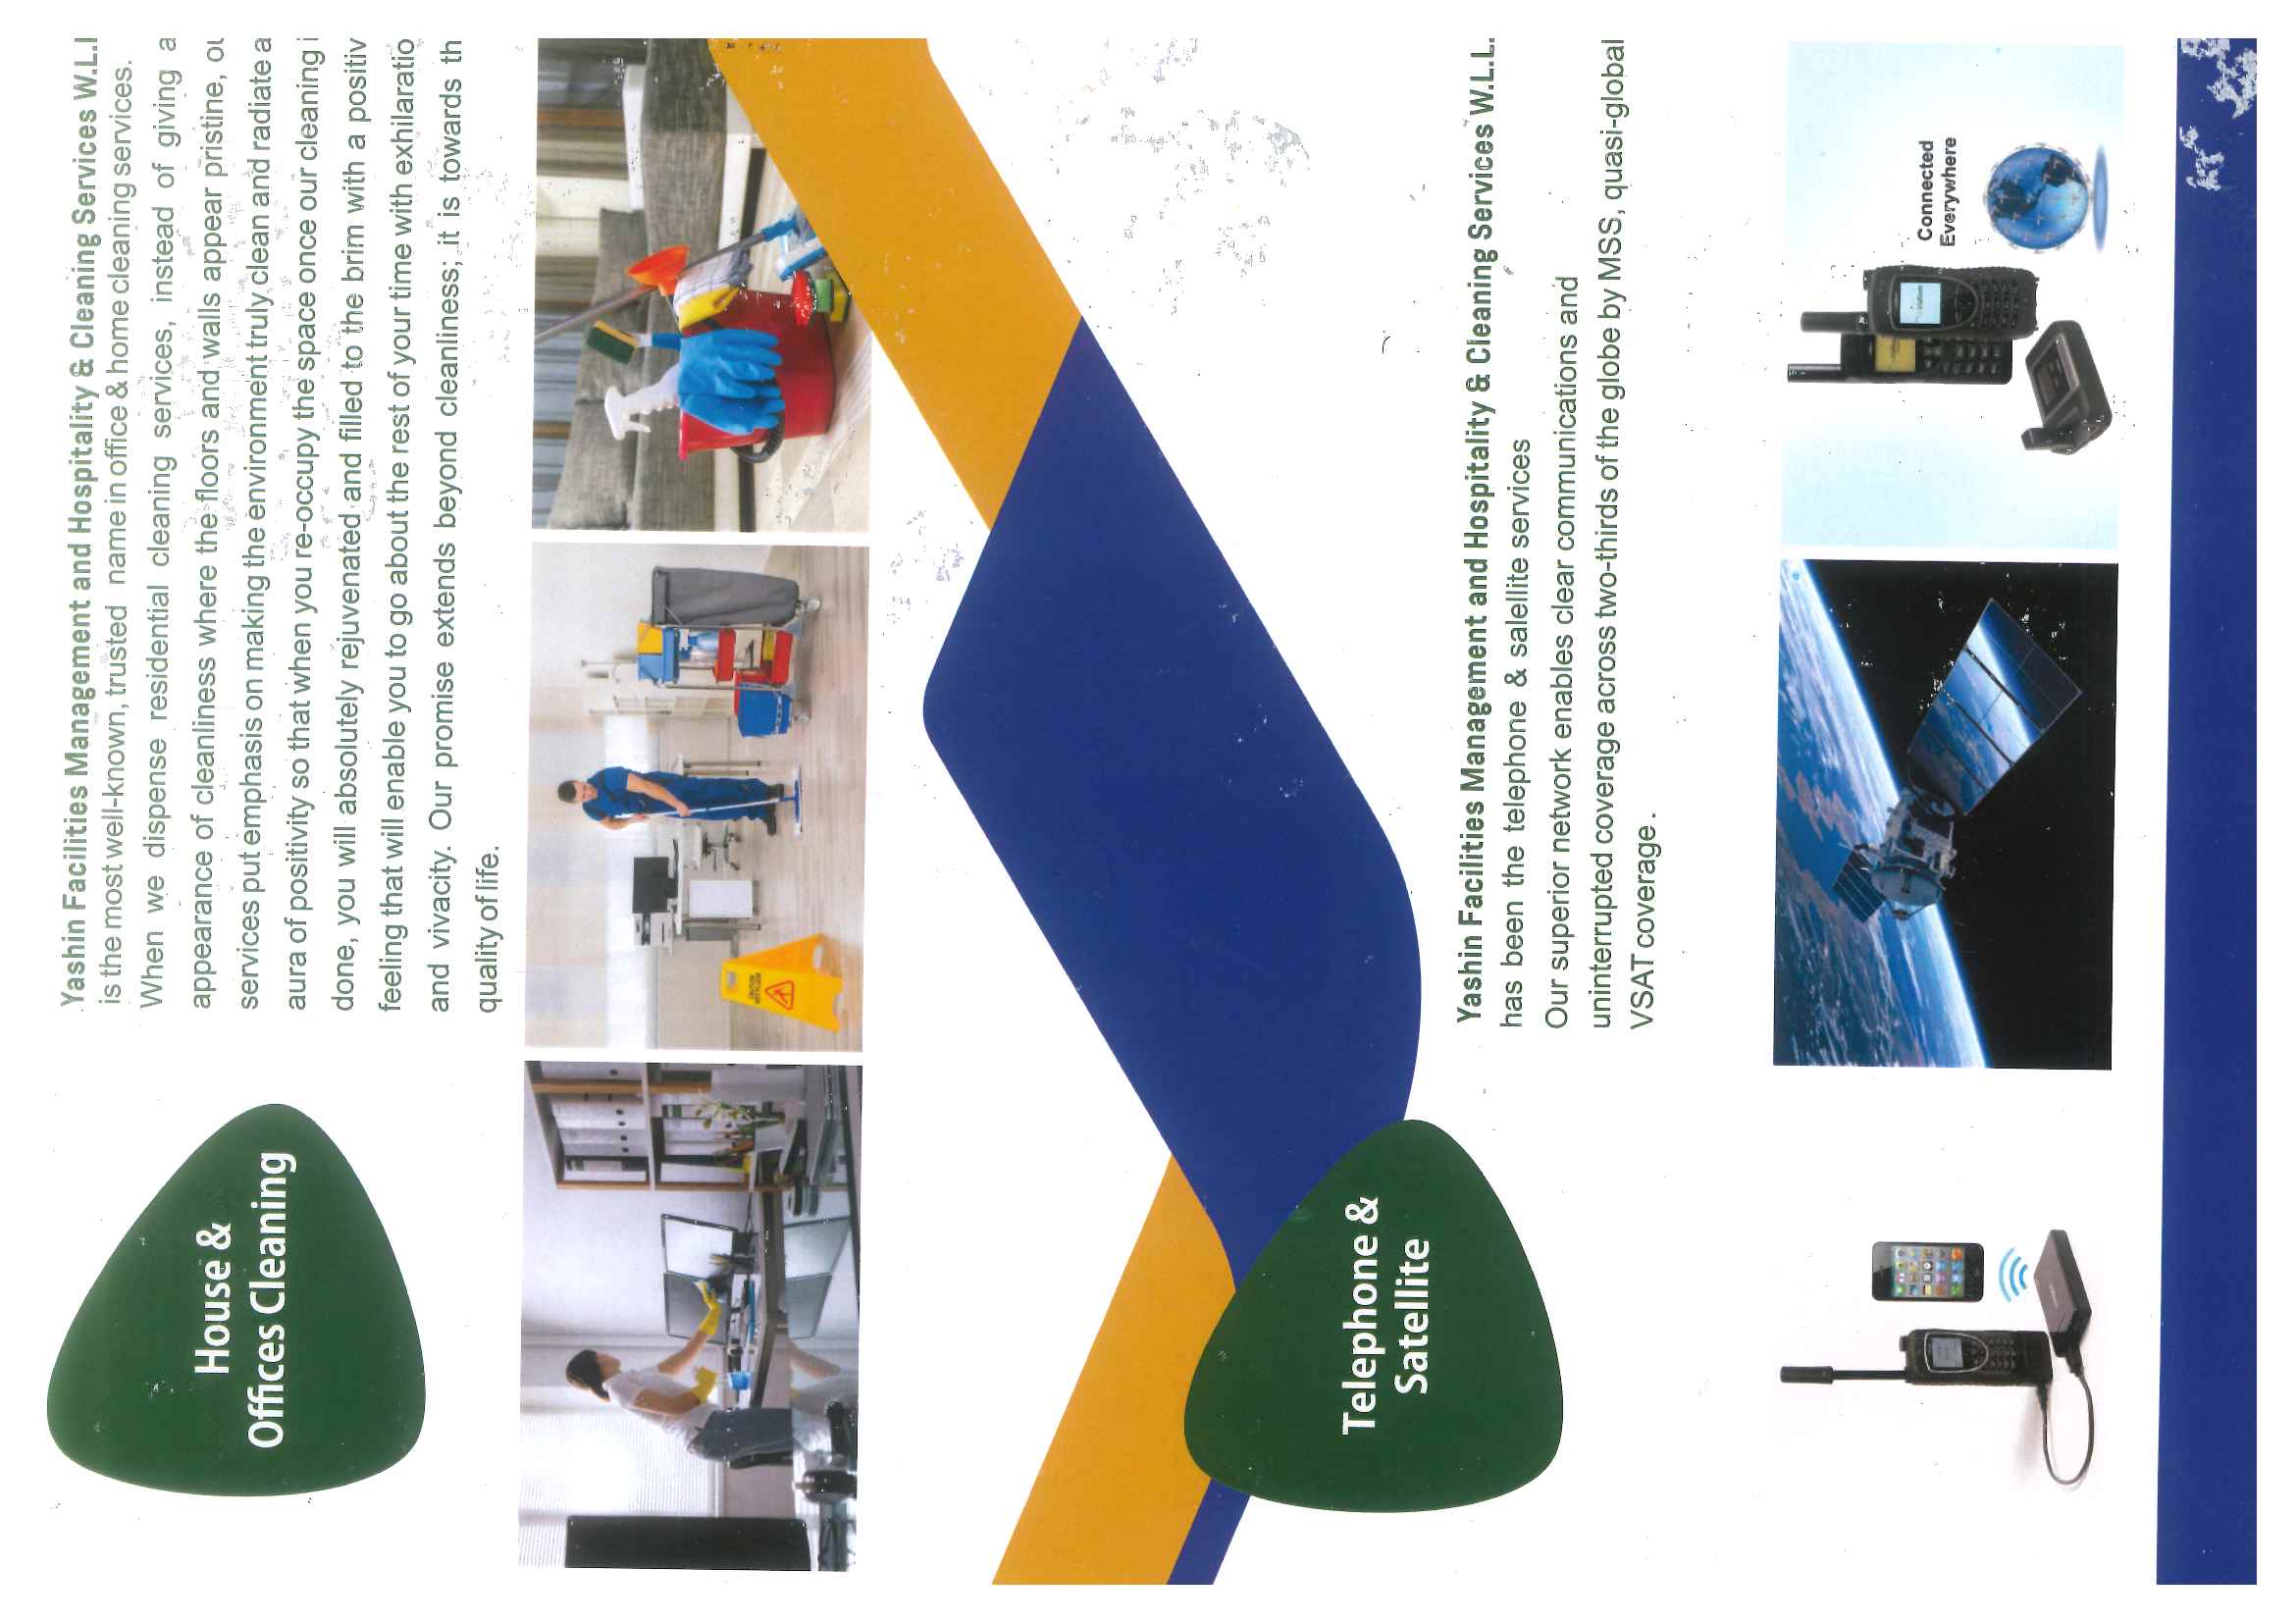 House &
Offices Cleaning
Yashin Facilities Management and Hospitality & Cleaning Services W.L.
is the most well-known, trusted name in office & home cleaning services.
When we dispense residential cleaning services, instead of giving a
appearance of cleanliness where the floors and walls appear pristine,
services put emphasis on making the environment truly clean and radiate a
aura of positivity so that when you re-occupy the space once our cleaning
done, you will absolutely rejuvenated and filled to the brim with a positiv
feeling that will enable you to go about the rest of your time with exhilaratio
and vivacity. Our promise extends beyond cleanliness; it is towards th
quality of life.
Telephone &
Satellite
Yashin Facilities Management and Hospitality & Cleaning Services W.L.
has been the telephone & salellite services
Our superior network enables clear communications and
uninterrupted coverage across two-thirds of the globe by MSS, quasi-global
VSAT coverage .
Connected
Everywhere